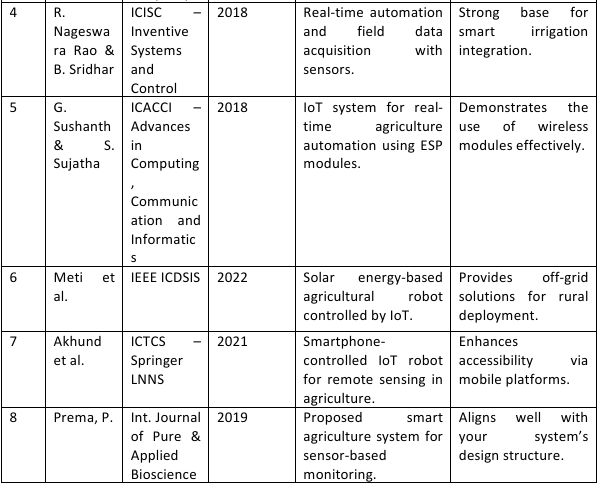 4
R.
Nageswa
ra Rao &
B. Sridhar
ICISC –
Inventive
Systems
and
Control
2018
Real-time automation
and field data
acquisition with
sensors.
Strong base for
smart irrigation
integration.
5
G.
Sushanth
& S.
Sujatha
ICACCI –
Advances
in
Computing
,
Communic
ation and
Informatic
s
2018
IoT system for real-
time agriculture
automation using ESP
modules.
Demonstrates the
use of wireless
modules effectively.
6
Meti et
al.
IEEE ICDSIS
2022
Solar energy-based
agricultural robot
controlled by IoT.
Provides off-grid
solutions for rural
deployment.
7
Akhund
et al.
ICTCS –
Springer
LNNS
2021
Smartphone-
controlled IoT robot
for remote sensing in
agriculture.
Enhances
accessibility via
mobile platforms.
8
Prema, P.
Int. Journal
of Pure &
Applied
Bioscience
2019
Proposed smart
agriculture system for
sensor-based
monitoring.
Aligns well with
your system's
design structure.